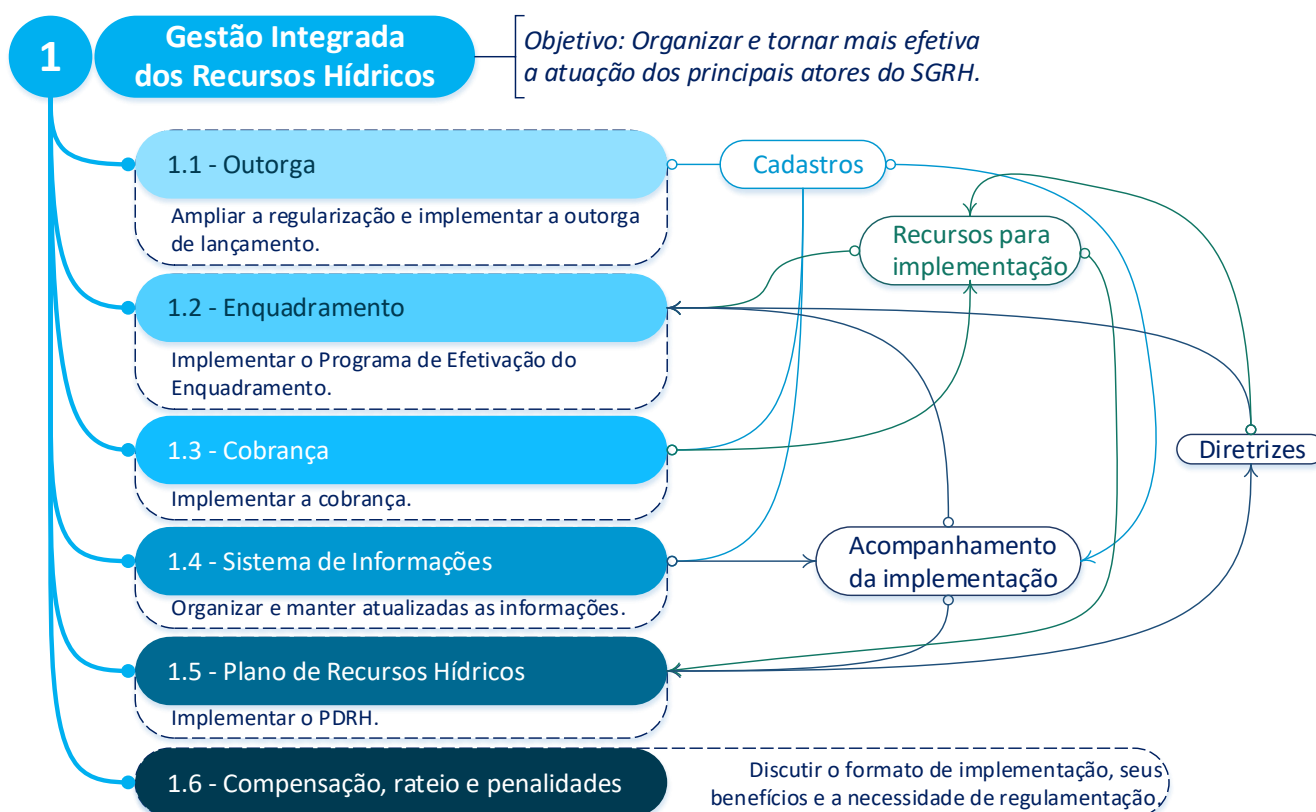 1
Gestão Integrada
dos Recursos Hídricos
Objetivo: Organizar e tornar mais efetiva
a atuação dos principais atores do SGRH.
1.1 - Outorga
Ampliar a regularização e implementar a outorga
de lançamento.
Cadastros
Recursos para
implementação
1.2 - Enquadramento
Implementar o Programa de Efetivação do
Enquadramento.
1.3 - Cobrança
Implementar a cobrança.
Diretrizes
1.4 - Sistema de Informações
Organizar e manter atualizadas as informações.
Acompanhamento
da implementação
1.5 - Plano de Recursos Hídricos
Implementar o PDRH.
1.6 - Compensação, rateio e penalidades
Discutir o formato de implementação, seus
benefícios e a necessidade de regulamentação.